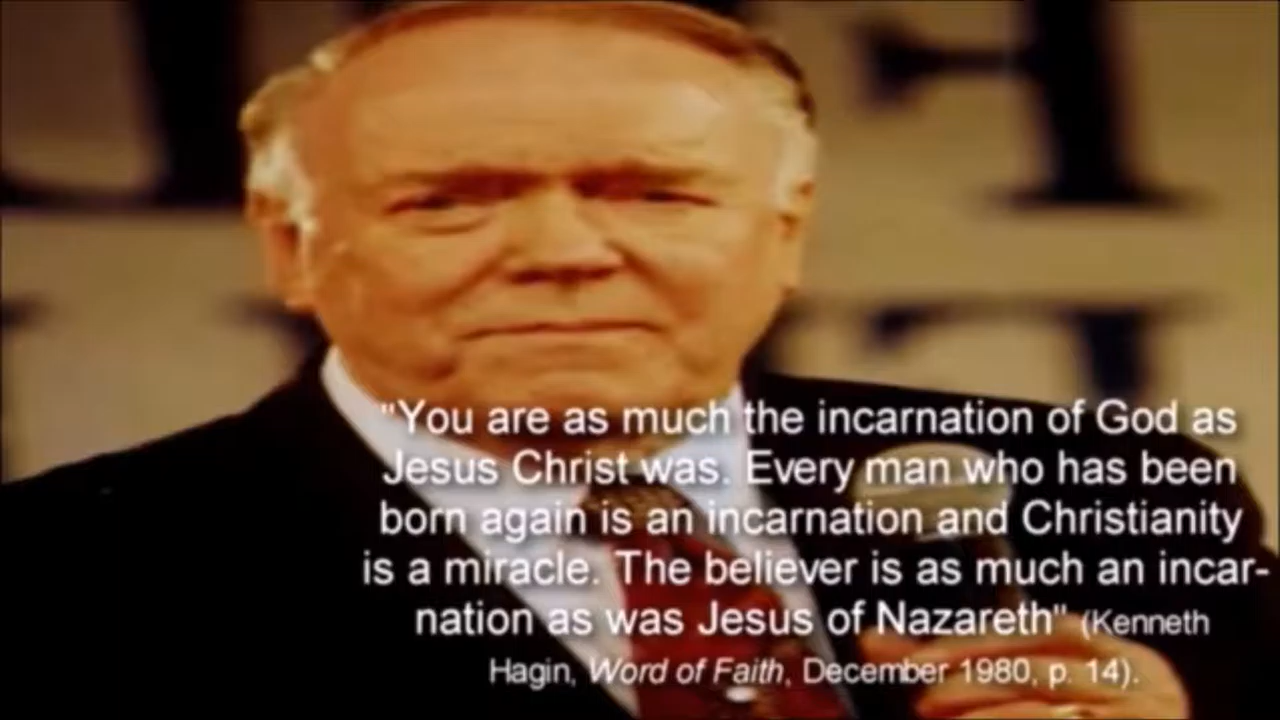 "You are as much the incarnation of God as
Jesus Christ was. Every man who has been
born again is an incarnation and Christianity
is a miracle. The believer is as much an incar-
nation as was Jesus of Nazareth" (Kenneth
Hagin, Word of Faith, December 1980, p. 14).